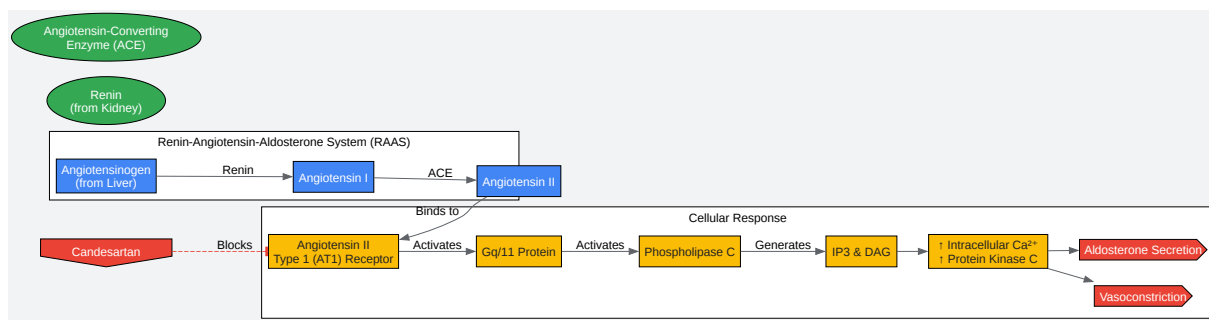 Angiotensin-Converting
Enzyme (ACE)
Renin
(from Kidney)
Renin-Angiotensin-Aldosterone System (RAAS)
Angiotensinogen
(from Liver)
Renin
Angiotensin I
ACE
Angiotensin II
Binds to
Cellular Response
Candesartan
Blocks
Angiotensin II
Type 1 (AT1) Receptor
Activates
Gq/11 Protein
Activates
Phospholipase C
Generates
IP3 & DAG
↑ Intracellular Ca²⁺
↑ Protein Kinase C
Aldosterone Secretion
Vasoconstriction